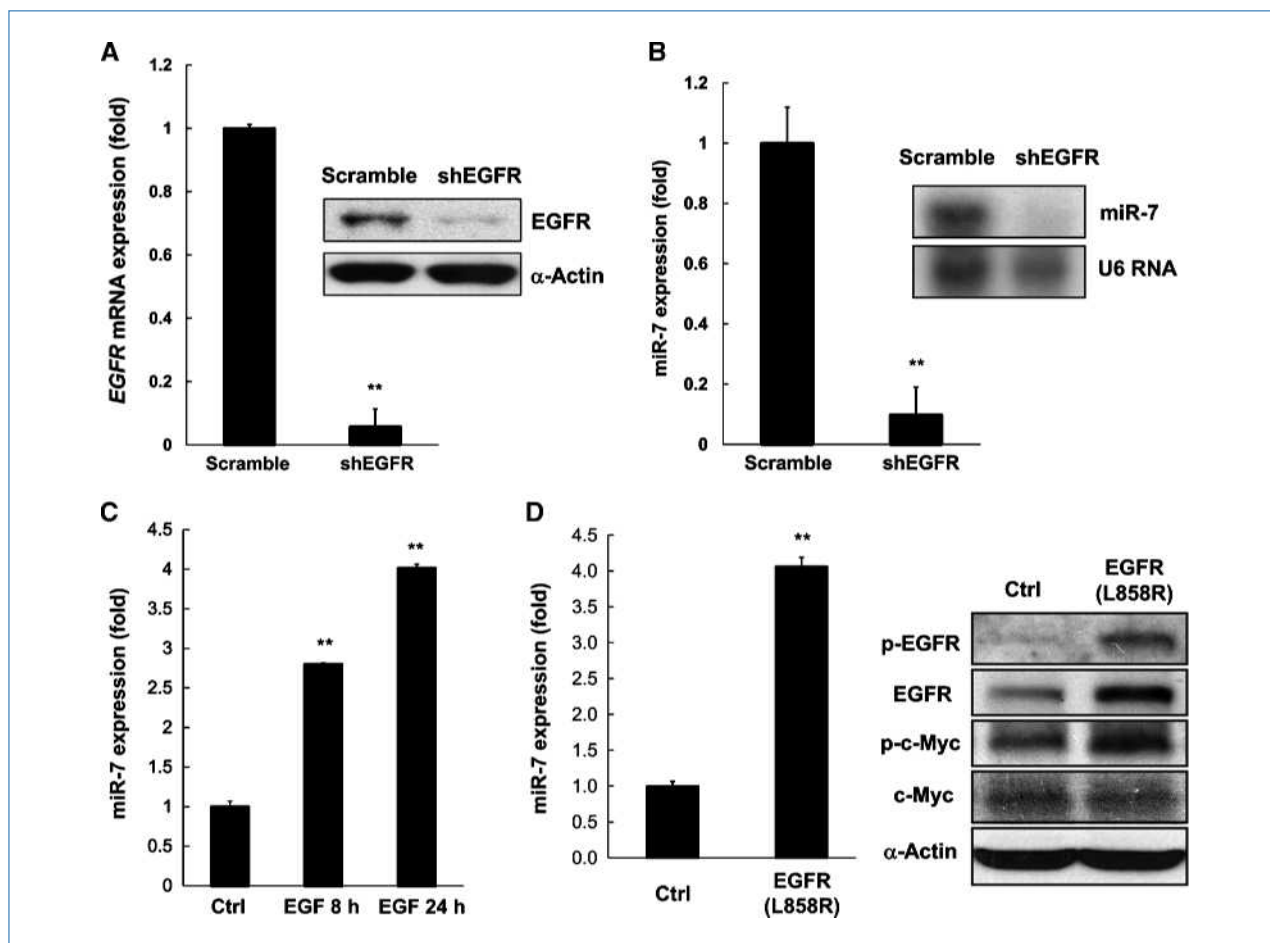 A
EGFR mRNA expression (fold)
1.2
1
0.8
0.6
0.4
0.2
0
**
Scramble shEGFR
Scramble shEGFR
EGFR
α-Actin
B
miR-7 expression (fold)
1.2
1
0.8
0.6
0.4
0.2
0
**
Scramble shEGFR
Scramble shEGFR
miR-7
U6 RNA
C
miR-7 expression (fold)
4.5
4
3.5
3
2.5
2
1.5
1
0.5
0
**
**
Ctrl EGF 8 h EGF 24 h
D
miR-7 expression (fold)
4.5
4.0
3.5
3.0
2.5
2.0
1.5
1.0
0.5
0.0
**
Ctrl EGFR
(L858R)
Ctrl EGFR
(L858R)
p-EGFR
EGFR
p-c-Myc
c-Myc
α-Actin